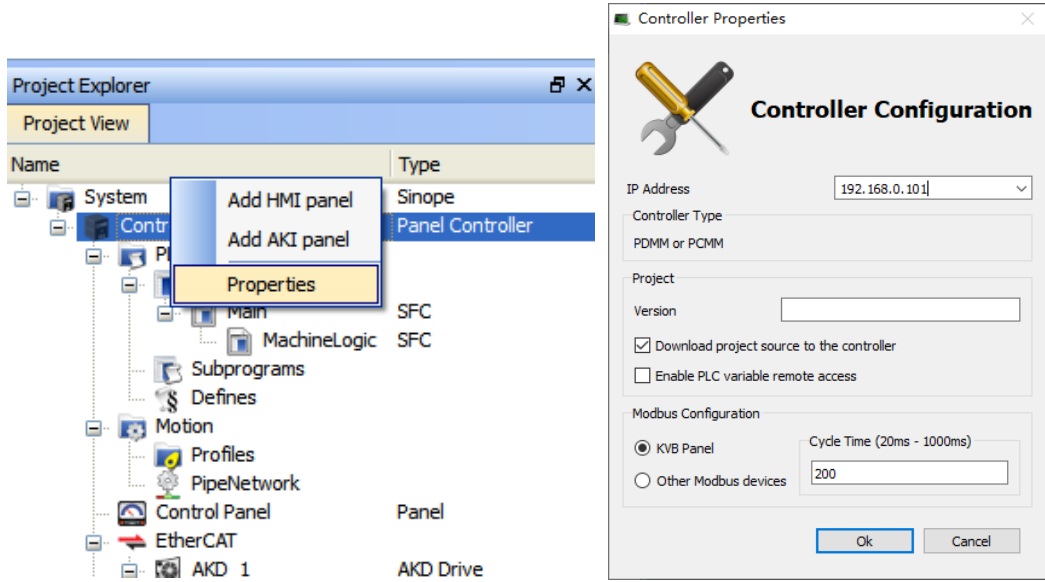 Project Explorer
Project View
Name Type
System Sinope
Contr Panel Controller
Add HMI panel
Add AKI panel
Properties
Main SFC
MachineLogic SFC
Subprograms
Defines
Motion
Profiles
PipeNetwork
Control Panel Panel
EtherCAT
AKD_1 AKD Drive
Controller Properties
Controller Configuration
IP Address 192.168.0.101
Controller Type
PDMM or PCMM
Project
Version
Download project source to the controller
Enable PLC variable remote access
Modbus Configuration
KVB Panel
Other Modbus devices
Cycle Time (20ms - 1000ms)
200
Ok Cancel